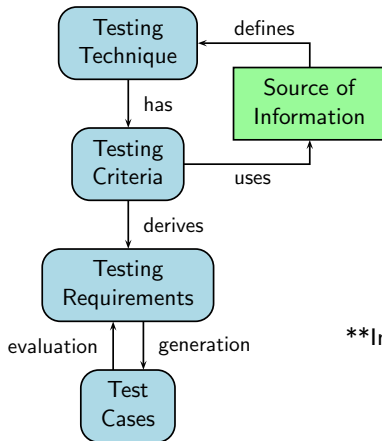 Testing
Technique
defines
Source of
Information
has
Testing
Criteria
uses
derives
Testing
Requirements
evaluation
generation
Test
Cases